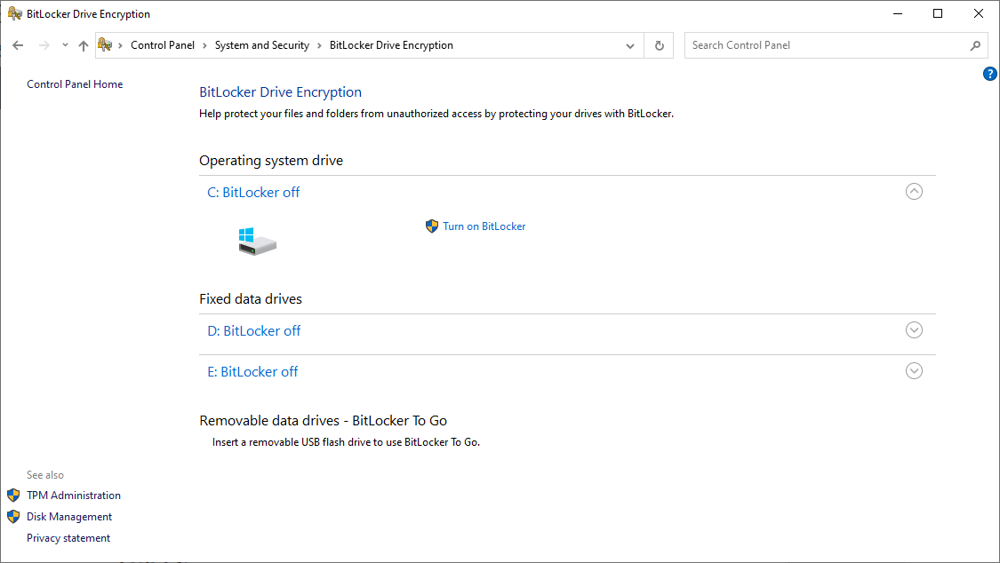 BitLocker Drive Encryption
Control Panel > System and Security > BitLocker Drive Encryption
Search Control Panel
Control Panel Home
BitLocker Drive Encryption
Help protect your files and folders from unauthorized access by protecting your drives with BitLocker.
Operating system drive
C: BitLocker off
Turn on BitLocker
Fixed data drives
D: BitLocker off
E: BitLocker off
Removable data drives - BitLocker To Go
Insert a removable USB flash drive to use BitLocker To Go.
See also
TPM Administration
Disk Management
Privacy statement